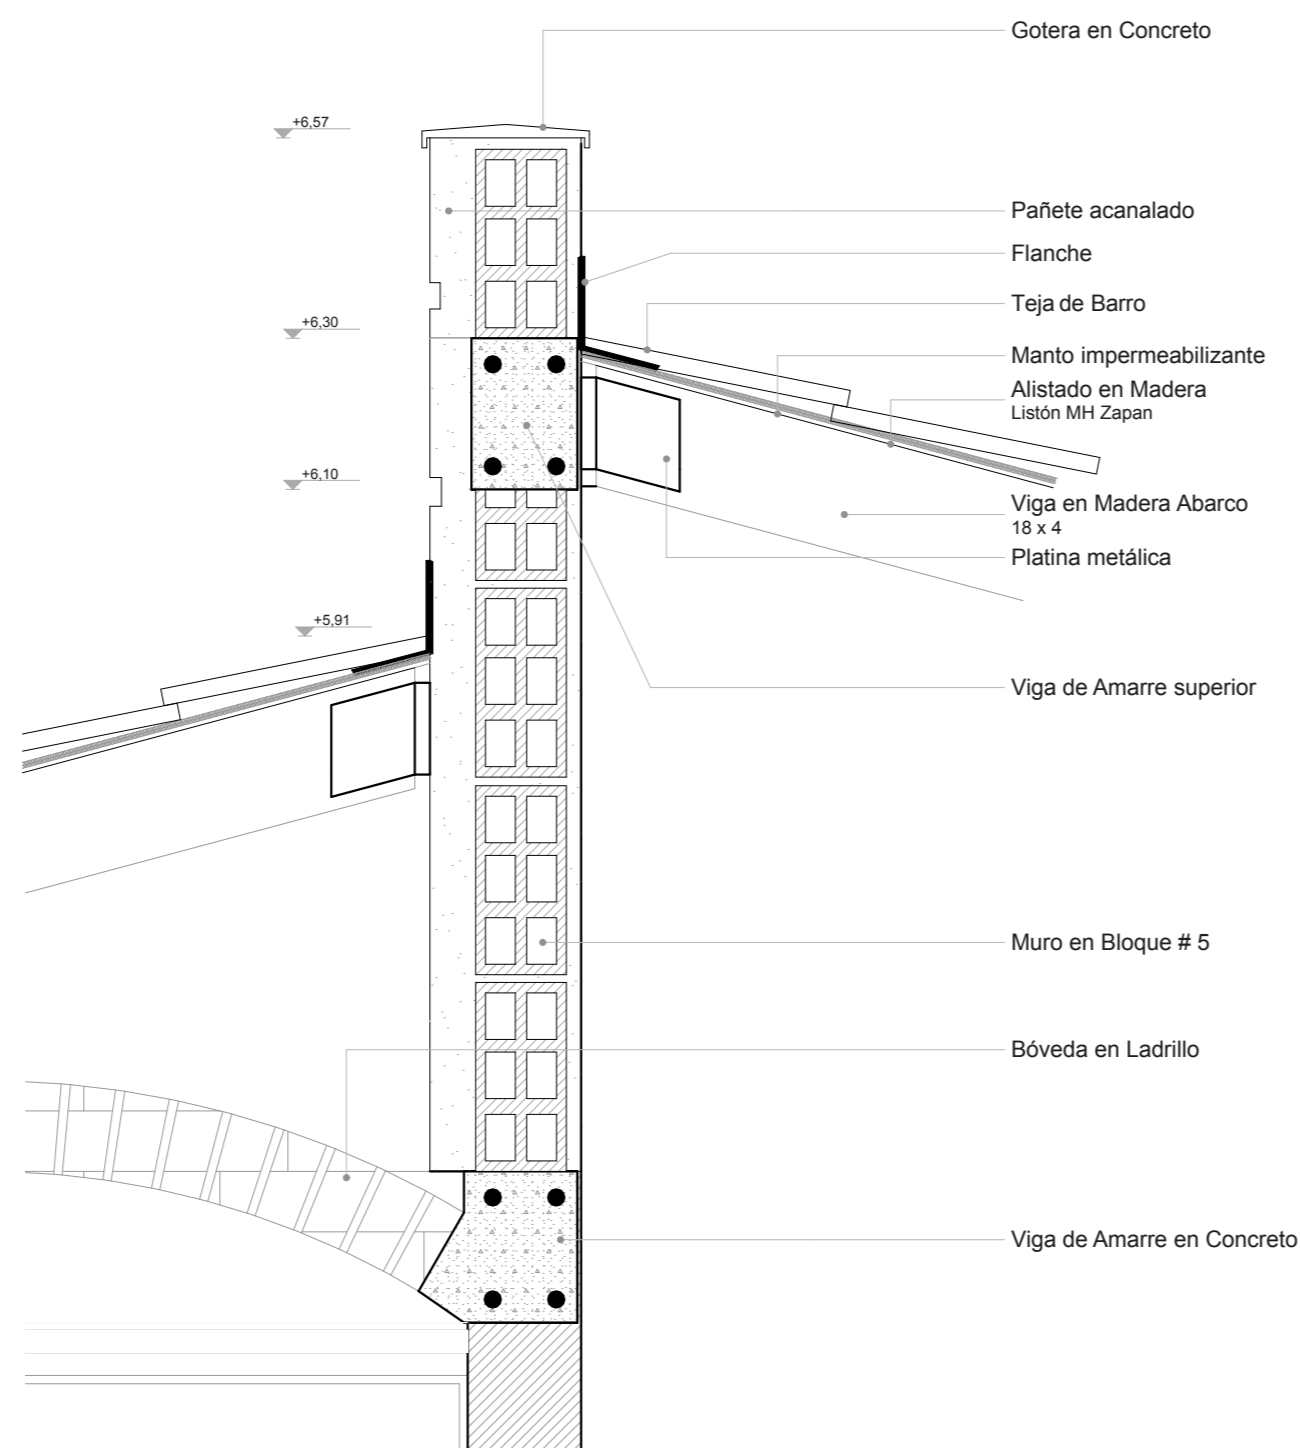 Gotera en Concreto
+6,57
Pañete acanalado
Flanche
Teja de Barro
+6,30
Manto impermeabilizante
Alistado en Madera
Listón MH Zapan
+6,10
Viga en Madera Abarco
18 x 4
Platina metálica
+5,91
Viga de Amarre superior
Muro en Bloque # 5
Bóveda en Ladrillo
Viga de Amarre en Concreto